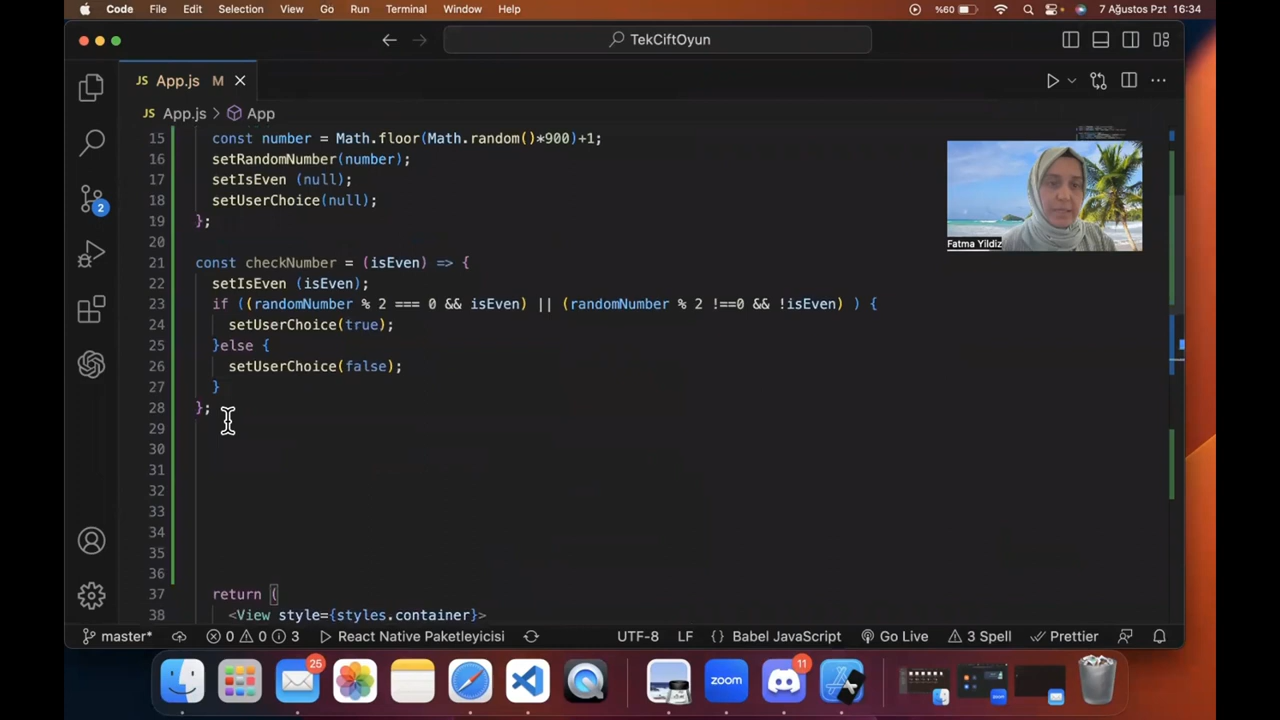 Code File Edit Selection View Go Run Terminal Window Help %60 7 Ağustos Pzt 16:34
TekCiftOyun
JS App.js M
JS App.js > App
15 const number = Math.floor(Math.random()*900)+1;
16 setRandomNumber(number);
17 setIsEven (null);
18 setUserChoice(null);
19 };
20
21 const checkNumber = (isEven) => {
22 setIsEven (isEven);
23 if ((randomNumber % 2 === 0 && isEven) || (randomNumber % 2 !==0 && !isEven) ) {
24 setUserChoice(true);
25 }else {
26 setUserChoice(false);
27 }
28 };
29
30
31
32
33
34
35
36
37 return (
38 <View style={styles.container}>
Fatma Yildiz
2
master* 0 0 3 React Native Paketleyicisi UTF-8 LF {} Babel JavaScript Go Live 3 Spell Prettier
25
zoom
11